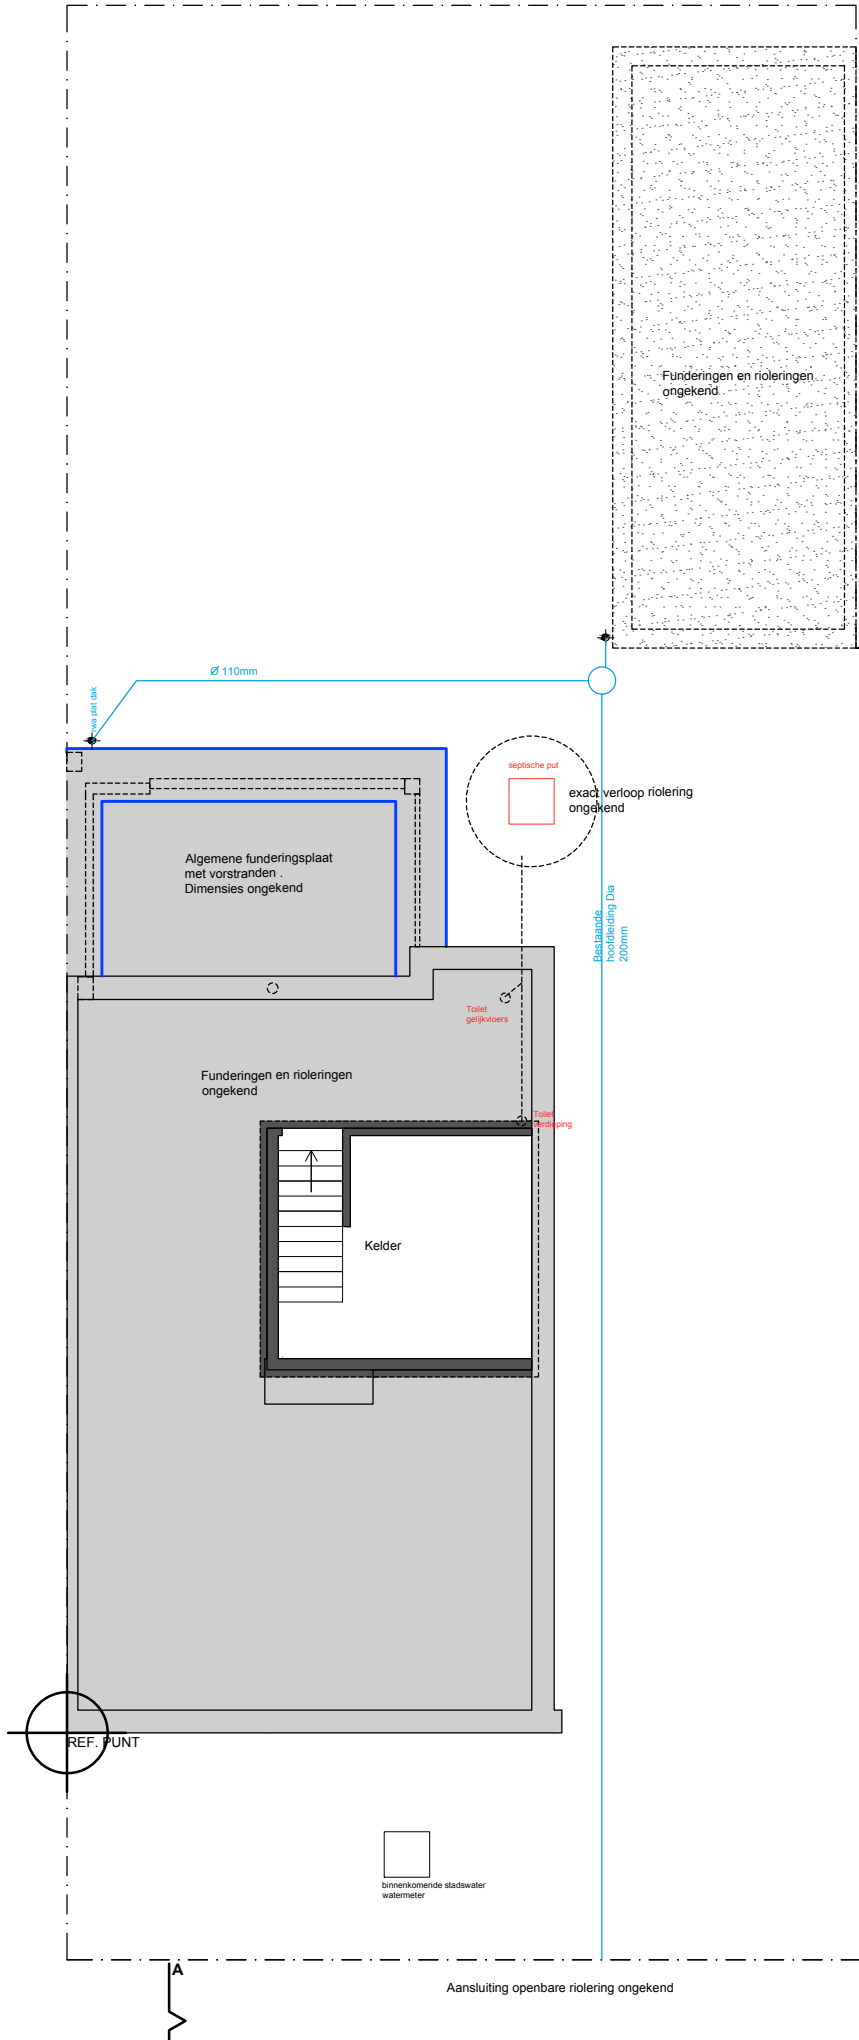 Funderingen en rioleringen
ongekend
Ø 110mm
rwa plat dak
septische put
exact verloop riolering
ongekend
Algemene funderingsplaat
met vorstranden .
Dimensies ongekend
Bestaande
hoofdleiding Dia
200mm
Toilet
gelijkvloers
Funderingen en rioleringen
ongekend
Toilet
verdieping
Kelder
REF. PUNT
binnenkomende stadswater
watermeter
A
Aansluiting openbare riolering ongekend